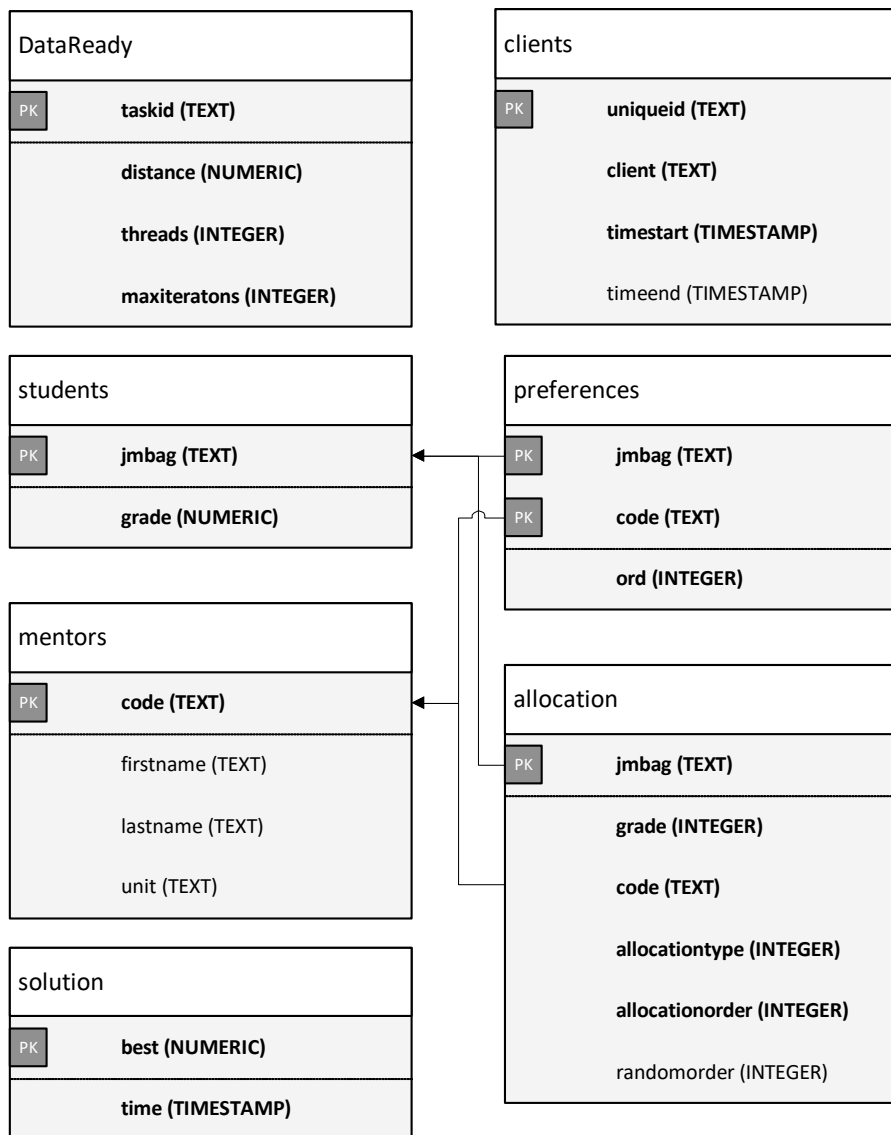 DataReady
PK taskid (TEXT)
distance (NUMERIC)
threads (INTEGER)
maxiteratons (INTEGER)
clients
PK uniqueid (TEXT)
client (TEXT)
timestart (TIMESTAMP)
timeend (TIMESTAMP)
students
PK jmbag (TEXT)
grade (NUMERIC)
preferences
PK jmbag (TEXT)
PK code (TEXT)
ord (INTEGER)
mentors
PK code (TEXT)
firstname (TEXT)
lastname (TEXT)
unit (TEXT)
allocation
PK jmbag (TEXT)
grade (INTEGER)
code (TEXT)
allocationtype (INTEGER)
allocationorder (INTEGER)
randomorder (INTEGER)
solution
PK best (NUMERIC)
time (TIMESTAMP)